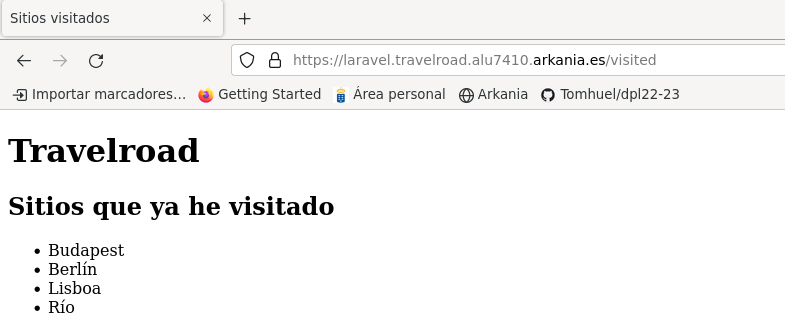 Sitios visitados
https://laravel.travelroad.alu7410.arkania.es/visited
Importar marcadores... Getting Started Área personal Arkania Tomhuel/dpl22-23
Travelroad
Sitios que ya he visitado
• Budapest
• Berlín
• Lisboa
• Río